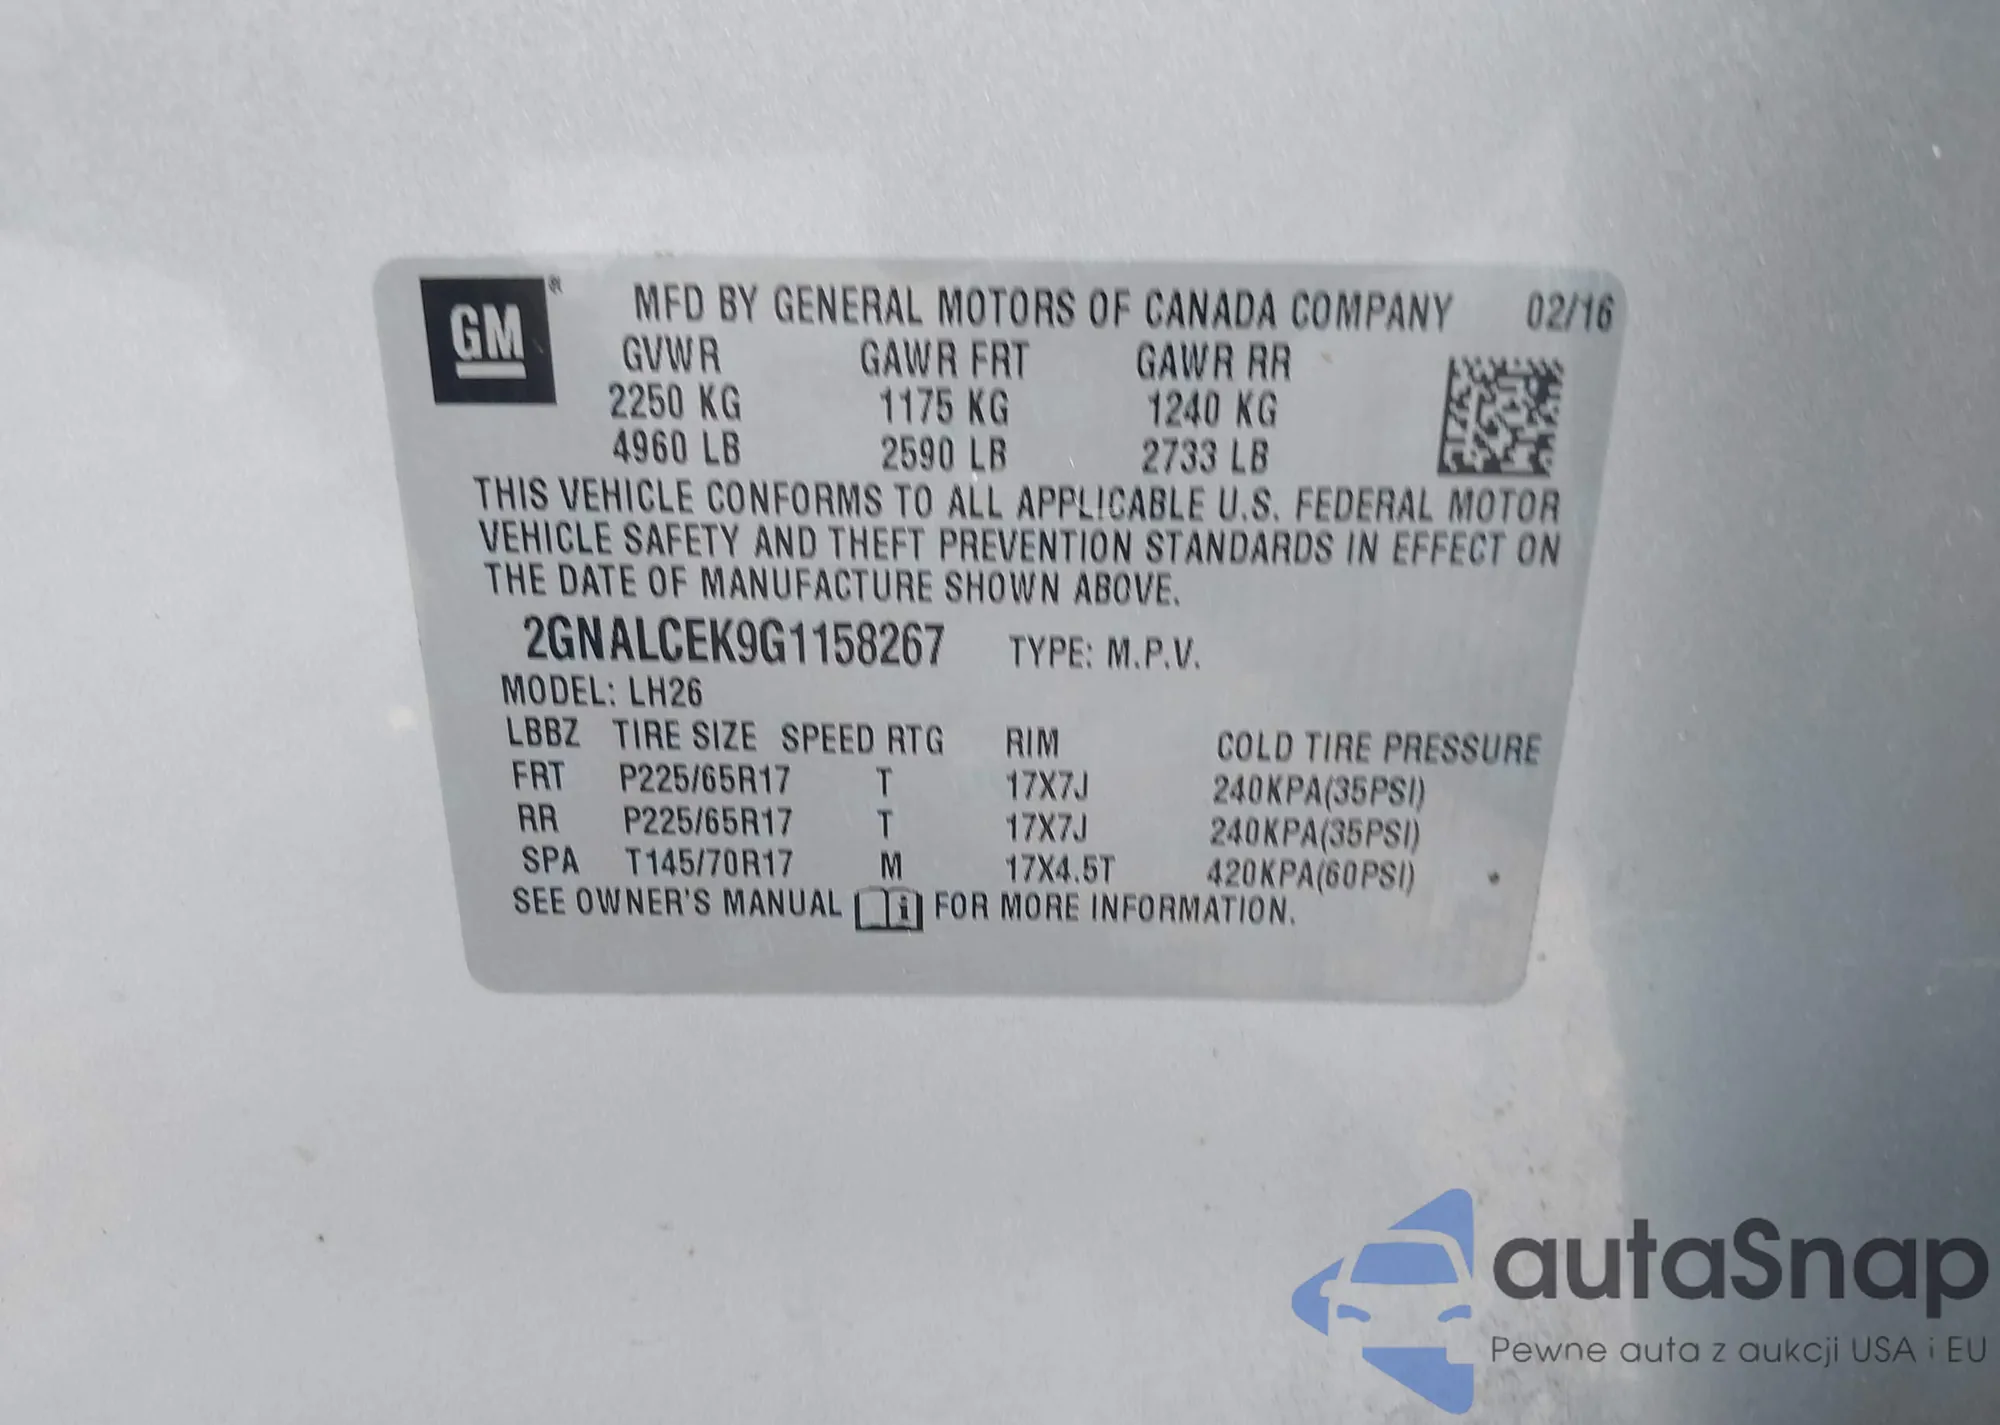 GM ® MFD BY GENERAL MOTORS OF CANADA COMPANY 02/16
GVWR GAWR FRT GAWR RR
2250 KG 1175 KG 1240 KG
4960 LB 2590 LB 2733 LB
THIS VEHICLE CONFORMS TO ALL APPLICABLE U.S. FEDERAL MOTOR
VEHICLE SAFETY AND THEFT PREVENTION STANDARDS IN EFFECT ON
THE DATE OF MANUFACTURE SHOWN ABOVE.
2GNALCEK9G1158267 TYPE: M.P.V.
MODEL: LH26
LBBZ TIRE SIZE SPEED RTG RIM COLD TIRE PRESSURE
FRT P225/65R17 T 17X7J 240KPA(35PSI)
RR P225/65R17 T 17X7J 240KPA(35PSI)
SPA T145/70R17 M 17X4.5T 420KPA(60PSI)
SEE OWNER'S MANUAL i FOR MORE INFORMATION.
autaSnap
Pewne auta z aukcji USA i EU